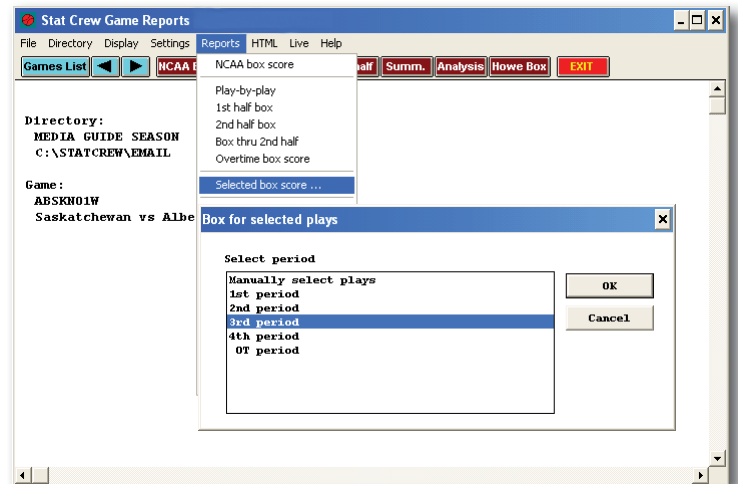 Stat Crew Game Reports
File Directory Display Settings Reports HTML Live Help
Games List NCAA half Summ. Analysis Howe Box EXIT
NCAA box score
Play-by-play
1st half box
2nd half box
Box thru 2nd half
Overtime box score
Selected box score ...
Directory:
MEDIA GUIDE SEASON
C:\STATCREW\EMAIL
Game:
ABSKN01W
Saskatchewan vs Albe
Box for selected plays
Select period
Manually select plays
1st period
2nd period
3rd period
4th period
OT period
OK
Cancel